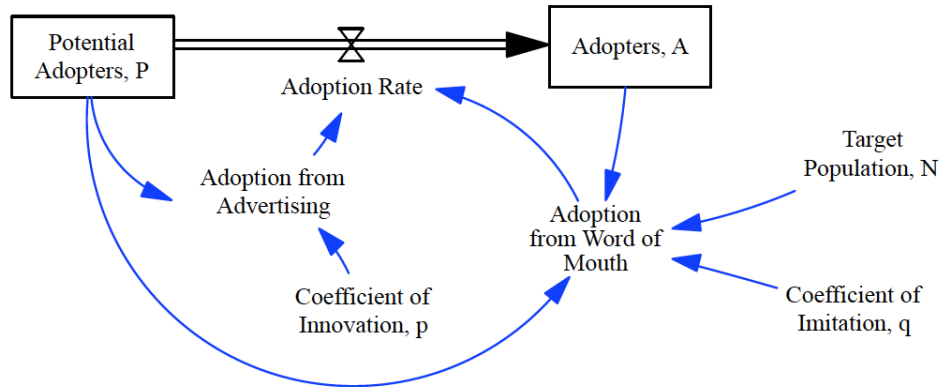 Potential
Adopters, P
Adopters, A
Adoption Rate
Adoption from
Advertising
Target
Population, N
Adoption
from Word of
Mouth
Coefficient of
Innovation, p
Coefficient of
Imitation, q